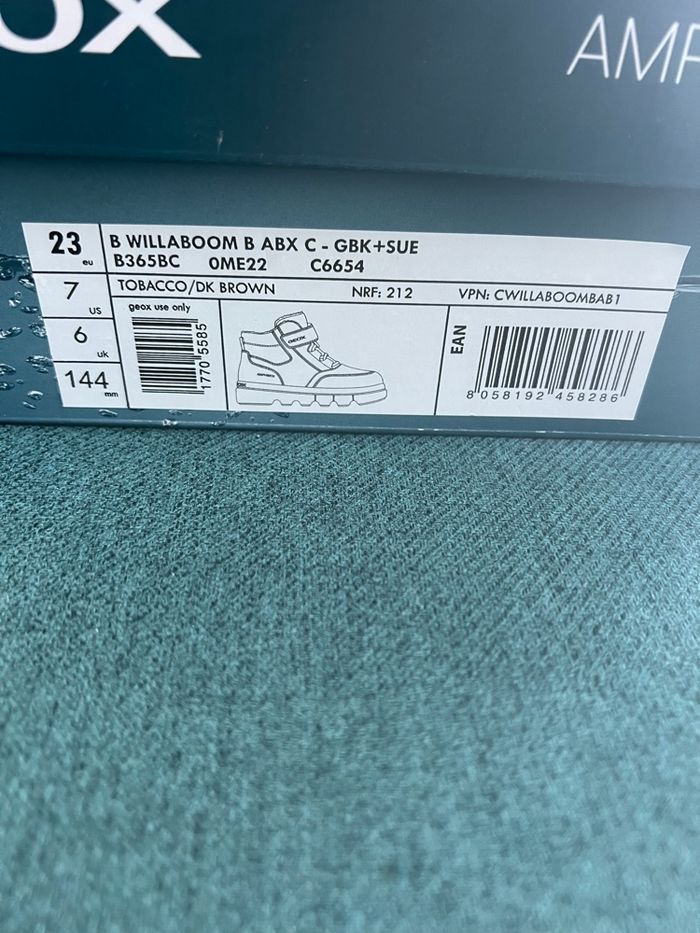 OX
AMP
23 eu
B WILLABOOM B ABX C - GBK+SUE
B365BC 0ME22 C6654
7 US
TOBACCO/DK BROWN NRF: 212 VPN: CWILLABOOMBAB1
geox use only
6 uk
144 mm
1770 5585
GEOX
EAN
8 058192 458286